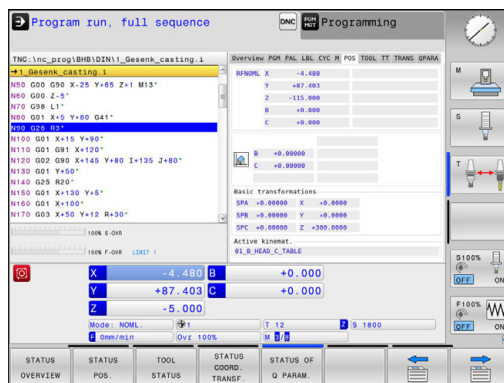 Program run, full sequence
DNC
PGM MGT
Programming
TNC:\nc_prog\BHB\DIN\1_Gesenk_casting.i
→1_Gesenk_casting.i
N50 G00 G90 X-25 Y+65 Z+1 M13*
N60 G00 Z-5*
N70 G98 L1*
N80 G01 X+5 Y+80 G41*
N90 G26 R3*
N100 G01 X+15 Y+90*
N110 G01 G91 X+120*
N120 G02 G90 X+145 Y+80 I+135 J+80*
N130 G01 Y+50*
N140 G25 R20*
N150 G01 X+130 Y+5*
N160 G01 X+100*
N170 G03 X+50 Y+12 R+30*
100% S-OVR
100% F-OVR LIMIT 1
Overview PGM PAL LBL CYC M POS TOOL TT TRANS QPARA
RFNOML X -4.480
Y +87.403
Z -115.000
B +0.000
C +0.000
B +0.00000
C +0.00000
Basic transformations
SPA +0.00000 X +0.0000
SPB +0.00000 Y +0.0000
SPC +0.00000 Z +300.0000
Active kinemat.
01_B_HEAD_C_TABLE
X -4.480 B +0.000
Y +87.403 C +0.000
Z -5.000
Mode: NOML. 1 T 12 Z S 1800
F 0mm/min Ovr 100% M 3/8
M
S
T
S100%
OFF ON
F100%
OFF ON
STATUS OVERVIEW
STATUS POS.
TOOL STATUS
STATUS COORD. TRANSF.
STATUS OF Q PARAM.